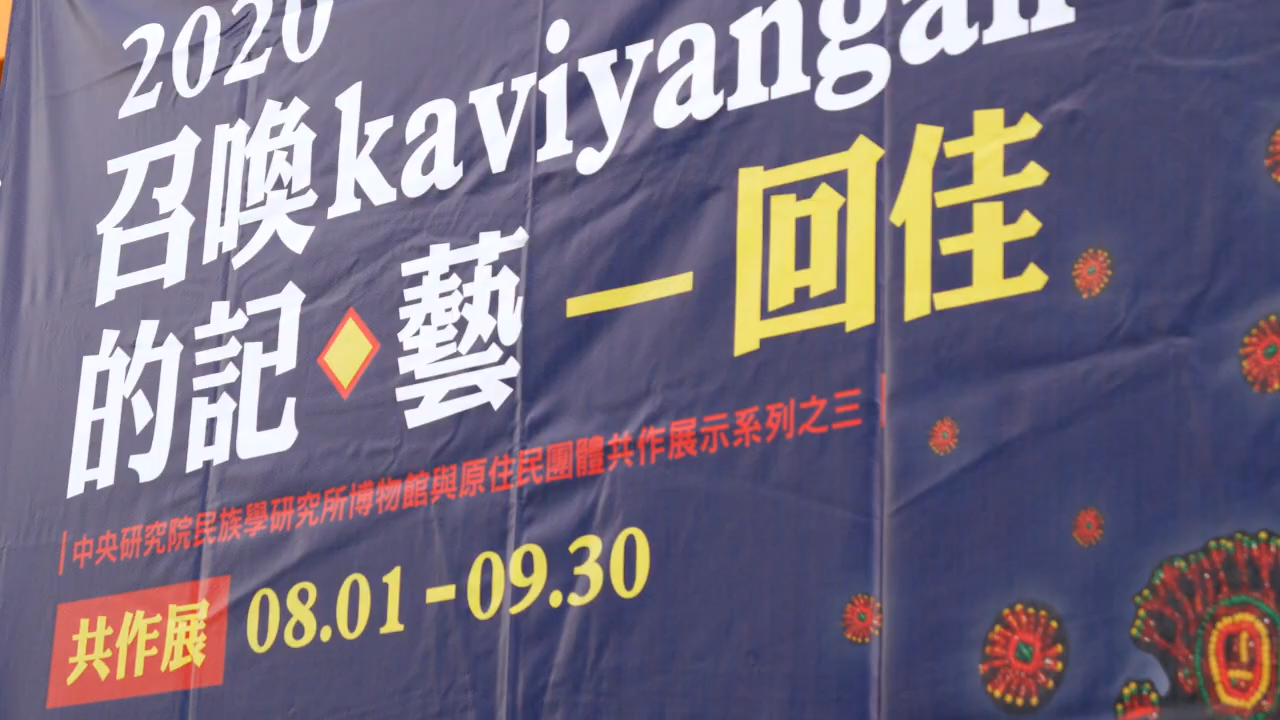 2020
召喚kaviyangan
的記◆藝一回佳
|中央研究院民族學研究所博物館與原住民團體共作展示系列之三|
共作展 08.01-09.30